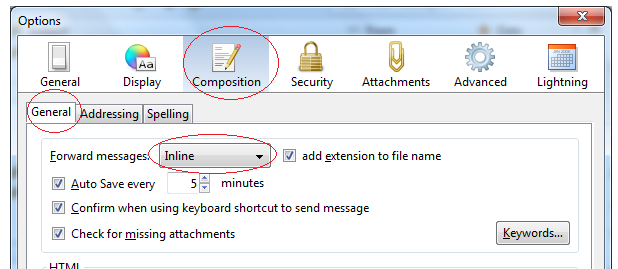 Options
General Display Composition Security Attachments Advanced Lightning
General Addressing Spelling
Forward messages: Inline add extension to file name
Auto Save every 5 minutes
Confirm when using keyboard shortcut to send message
Check for missing attachments Keywords...
HTML